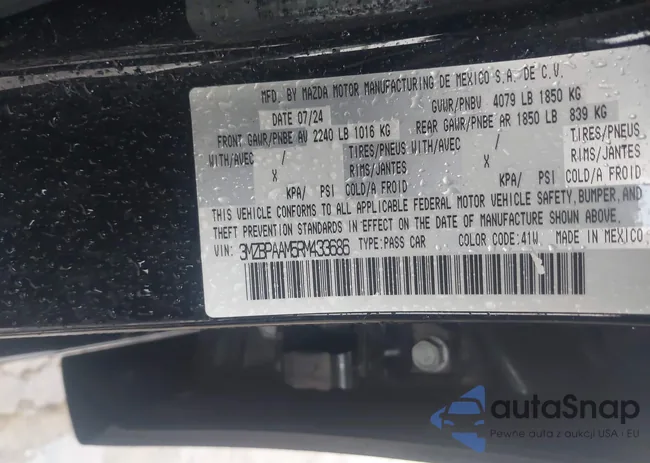 MFD. BY MAZDA MOTOR MANUFACTURING DE MEXICO S.A. DE C.V.
DATE 07/24 GVWR/PNBV 4079 LB 1850 KG
FRONT GAWR/PNBE AV 2240 LB 1016 KG REAR GAWR/PNBE AR 1850 LB 839 KG
WITH/AVEC / TIRES/PNEUS WITH/AVEC / TIRES/PNEUS
X RIMS/JANTES X RIMS/JANTES
KPA/ PSI COLD/A FROID KPA/ PSI COLD/A FROID
THIS VEHICLE CONFORMS TO ALL APPLICABLE FEDERAL MOTOR VEHICLE SAFETY, BUMPER, AND
THEFT PREVENTION STANDARDS IN EFFECT ON THE DATE OF MANUFACTURE SHOWN ABOVE.
VIN: 3MZBPAAM5RM433686 TYPE: PASS CAR COLOR CODE: 41W MADE IN MEXICO
autaSnap
Pewne auta z aukcji USA - EU